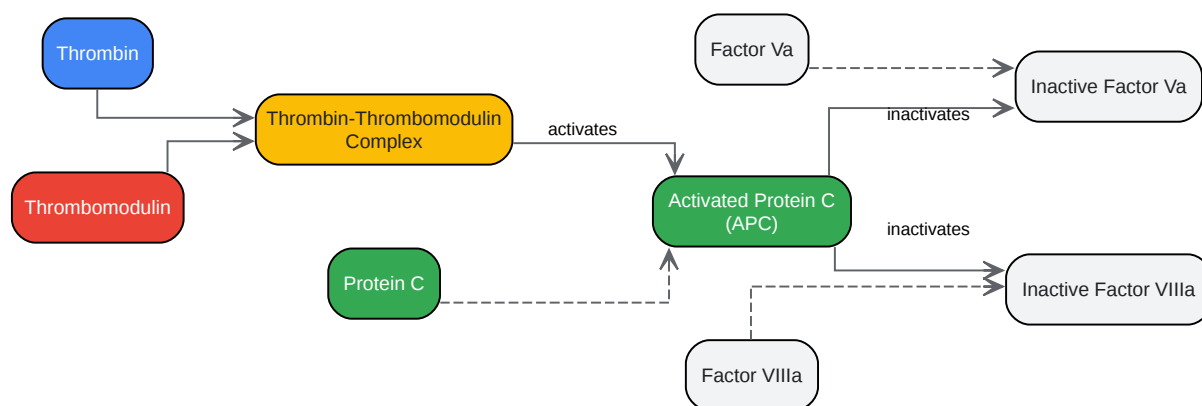 Thrombin
Factor Va
Inactive Factor Va
Thrombin-Thrombomodulin
Complex
activates
inactivates
Thrombomodulin
Activated Protein C
(APC)
inactivates
Protein C
Inactive Factor VIIIa
Factor VIIIa